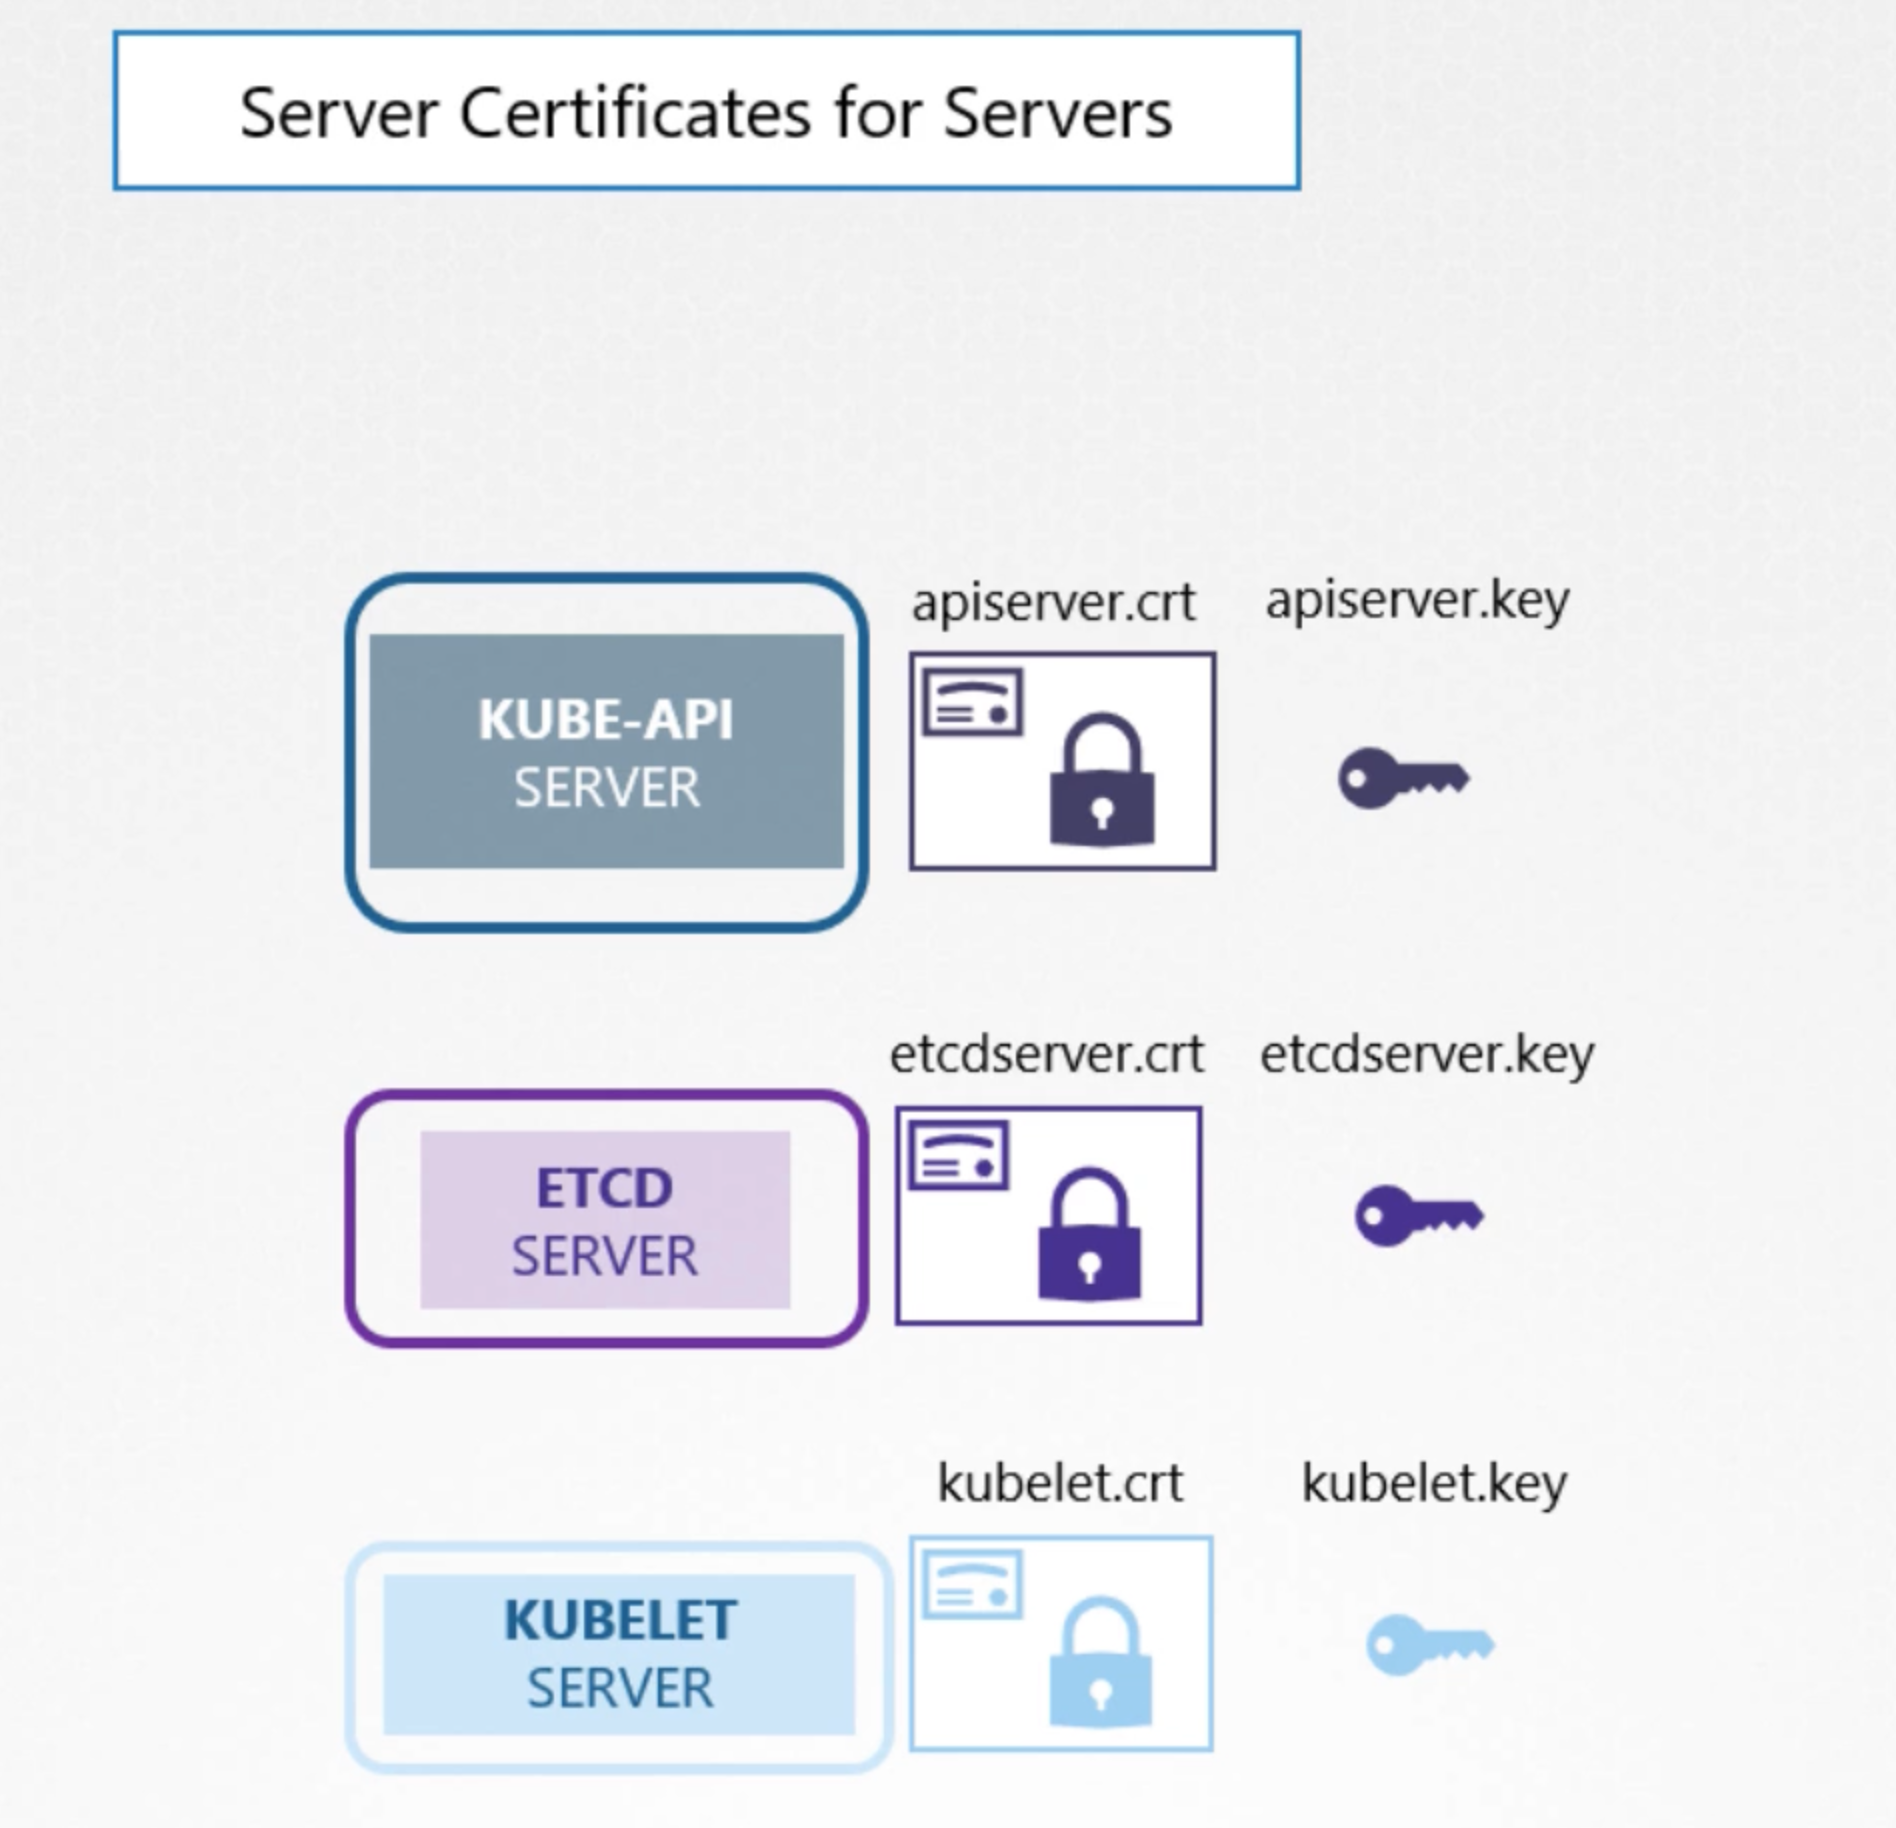 Server Certificates for Servers
apiserver.crt
apiserver.key
KUBE-API
SERVER
etcdserver.crt
etcdserver.key
ETCD
SERVER
kubelet.crt
kubelet.key
KUBELET
SERVER